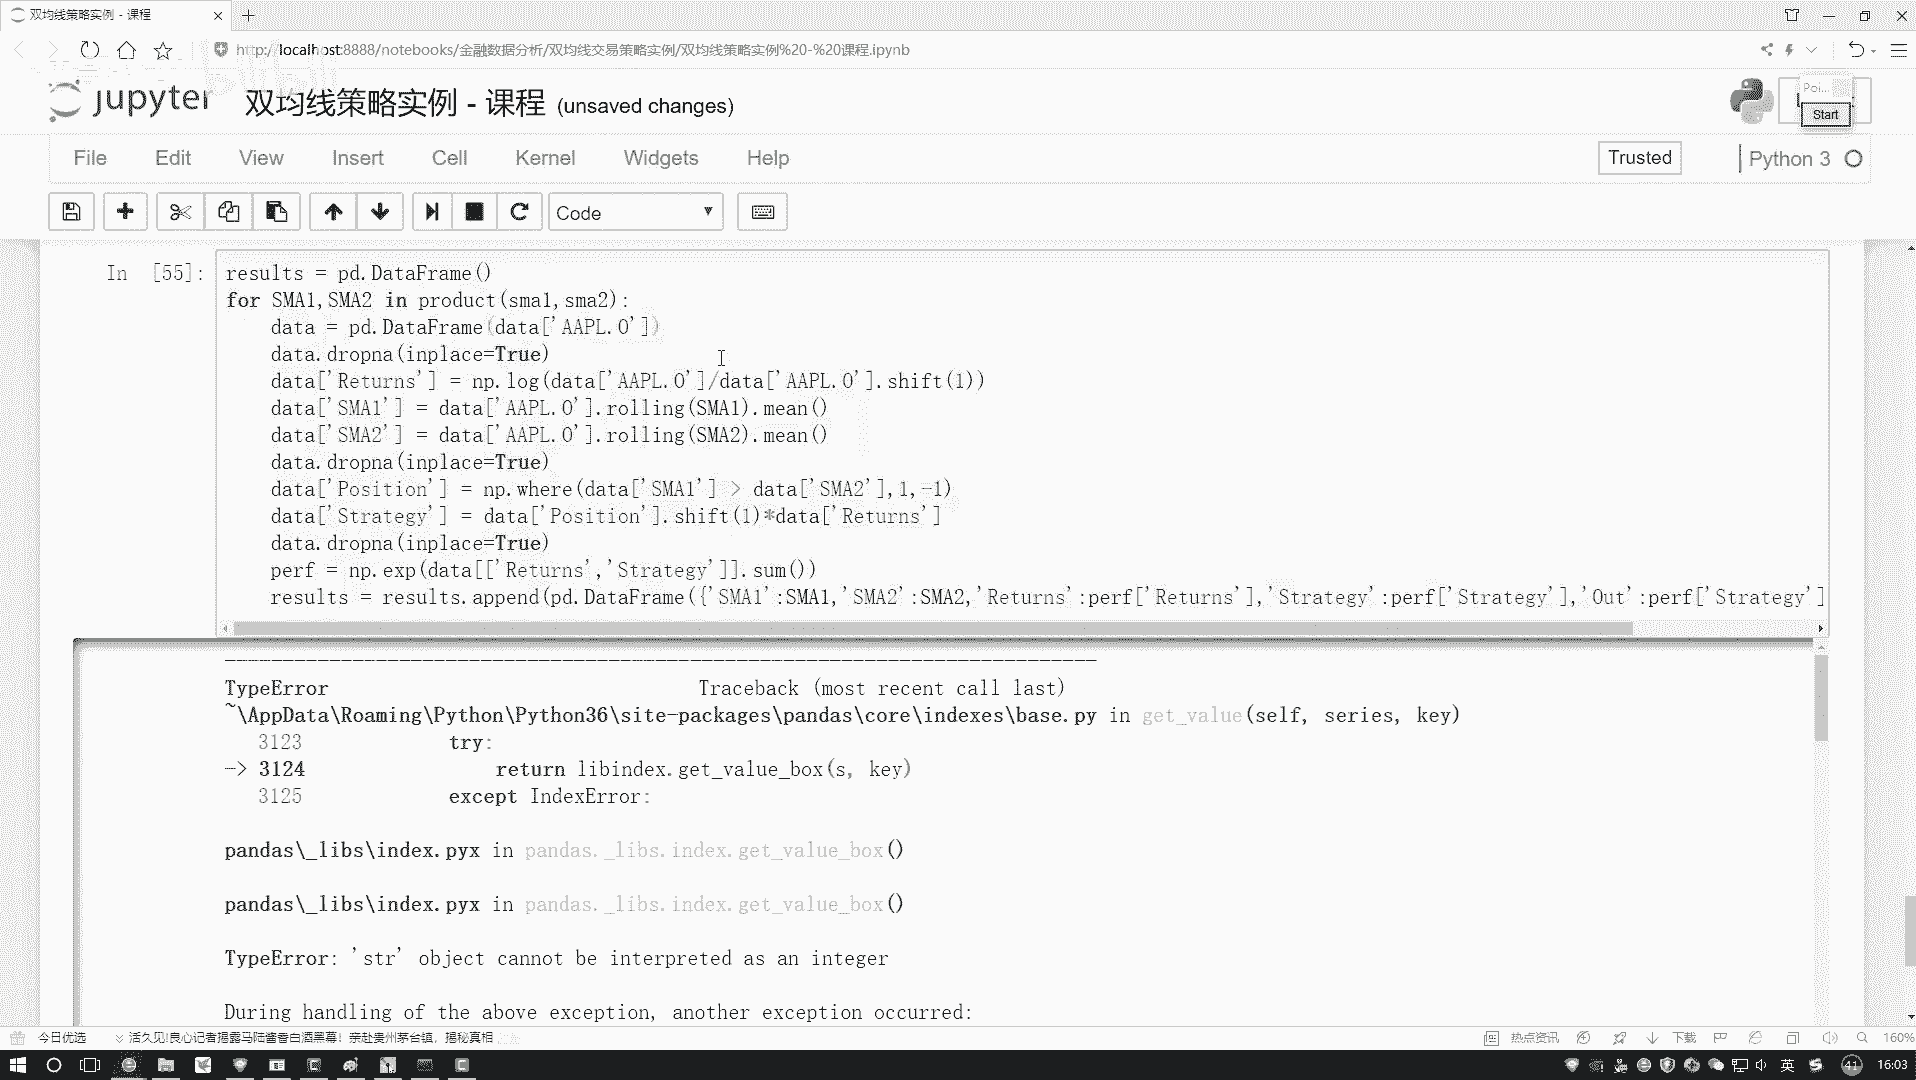 双均线策略实例 - 课程
http://localhost:8888/notebooks/金融数据分析/双均线交易策略实例/双均线策略实例%20-%20课程.ipynb
jupyter 双均线策略实例 - 课程 (unsaved changes)
Poi...
Start
File Edit View Insert Cell Kernel Widgets Help
Trusted
Python 3
Code
In [55]:
results = pd.DataFrame()
for SMA1,SMA2 in product(sma1,sma2):
data = pd.DataFrame(data['AAPL.O'])
data.dropna(inplace=True)
data['Returns'] = np.log(data['AAPL.O']/data['AAPL.O'].shift(1))
data['SMA1'] = data['AAPL.O'].rolling(SMA1).mean()
data['SMA2'] = data['AAPL.O'].rolling(SMA2).mean()
data.dropna(inplace=True)
data['Position'] = np.where(data['SMA1'] > data['SMA2'],1,-1)
data['Strategy'] = data['Position'].shift(1)*data['Returns']
data.dropna(inplace=True)
perf = np.exp(data[['Returns','Strategy']].sum())
results = results.append(pd.DataFrame({'SMA1':SMA1,'SMA2':SMA2,'Returns':perf['Returns'],'Strategy':perf['Strategy'],'Out':perf['Strategy']
---------------------------------------------------------------------------
TypeError Traceback (most recent call last)
~\AppData\Roaming\Python\Python36\site-packages\pandas\core\indexes\base.py in get_value(self, series, key)
3123 try:
-> 3124 return libindex.get_value_box(s, key)
3125 except IndexError:
pandas\_libs\index.pyx in pandas._libs.index.get_value_box()
pandas\_libs\index.pyx in pandas._libs.index.get_value_box()
TypeError: 'str' object cannot be interpreted as an integer
During handling of the above exception, another exception occurred:
今日优选
活久见!良心记者揭露马陆酱香白酒黑幕! 亲赴贵州茅台镇, 揭秘真相
热点资讯
下载
160%
英
41
16:03